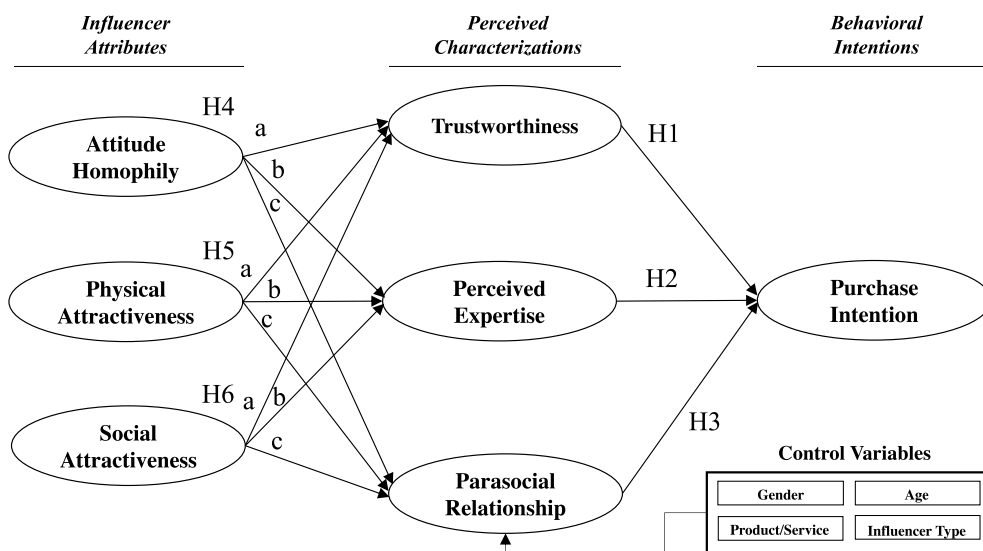 Influencer
Attributes
Perceived
Characterizations
Behavioral
Intentions
H4
a
b
c
Attitude
Homophily
Trustworthiness
H1
H5
a
b
c
Physical
Attractiveness
Perceived
Expertise
H2
Purchase
Intention
H6
a
b
c
Social
Attractiveness
Parasocial
Relationship
H3
Control Variables
Gender
Age
Product/Service
Influencer Type